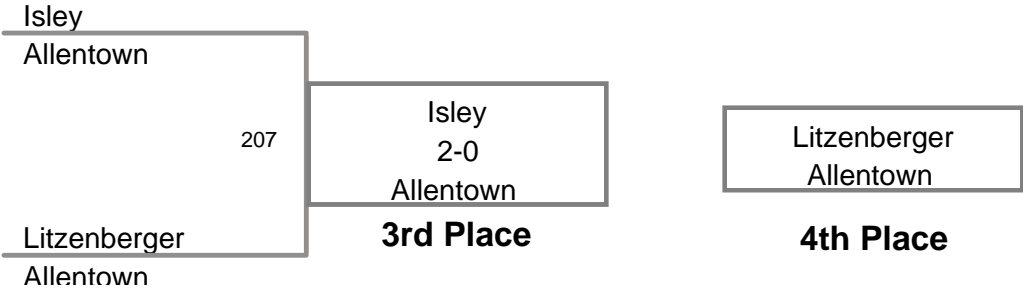 Isley
Allentown
207
Isley
2-0
Allentown
3rd Place
Litzenberger
Allentown
4th Place
Litzenberger
Allentown